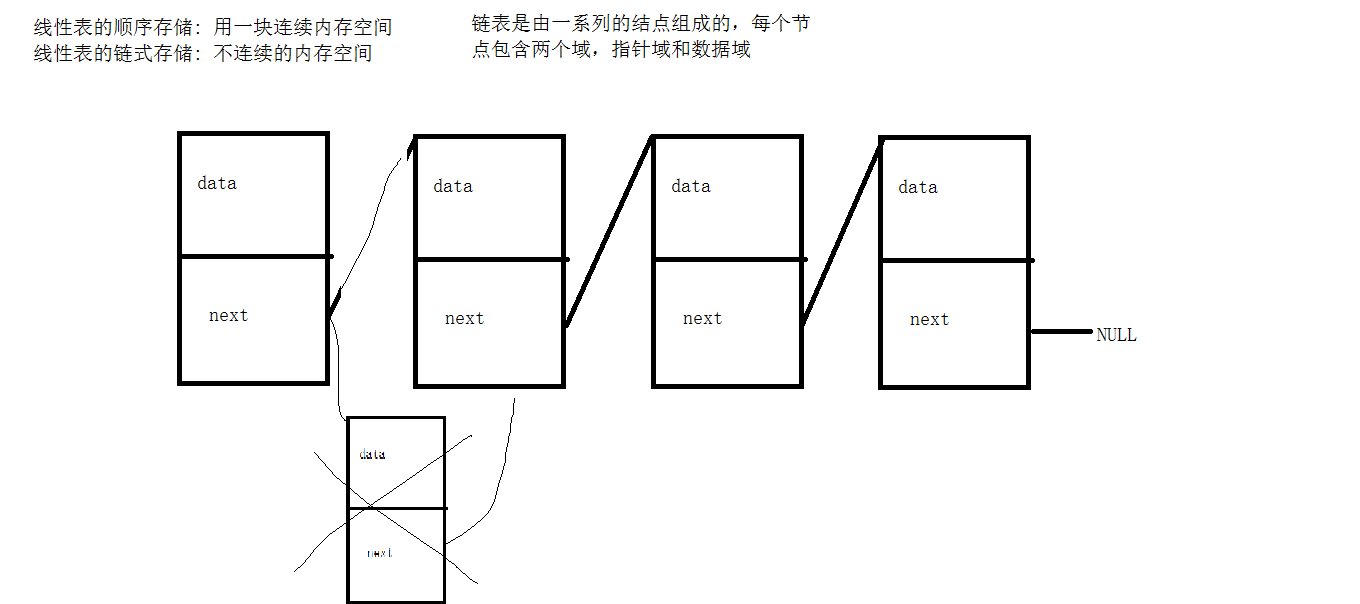 线性表的顺序存储: 用一块连续内存空间
线性表的链式存储: 不连续的内存空间
链表是由一系列的结点组成的，每个节
点包含两个域，指针域和数据域
data
data
data
data
next
next
next
next
NULL
data
next